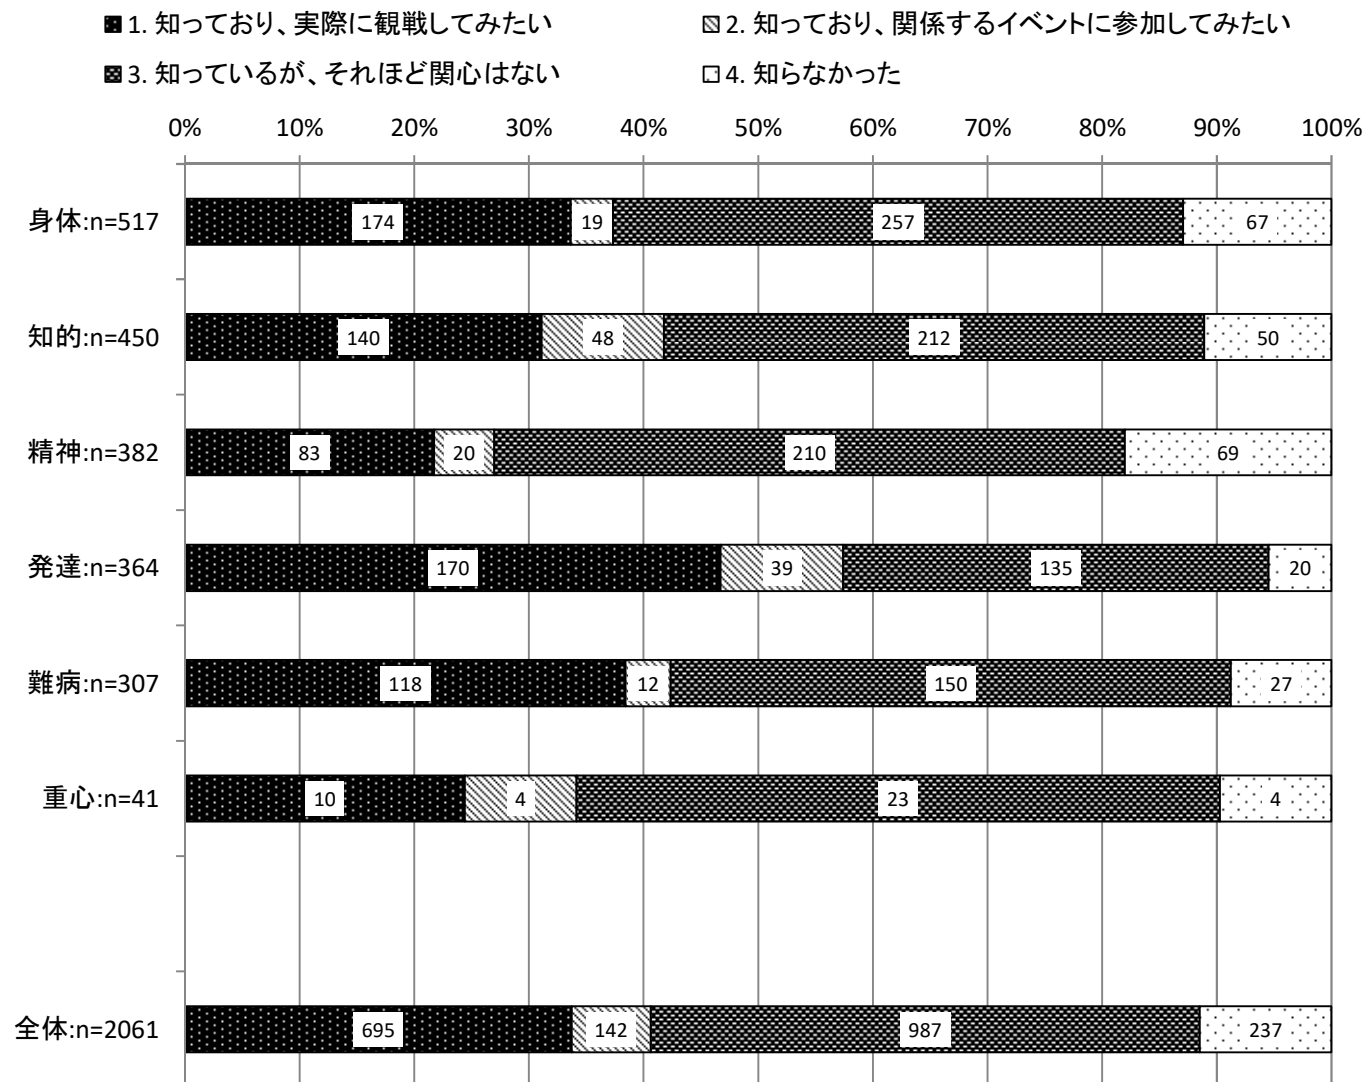 1. 知っており、実際に観戦してみたい 2. 知っており、関係するイベントに参加してみたい
3. 知っているが、それほど関心はない 4. 知らなかった
0% 10% 20% 30% 40% 50% 60% 70% 80% 90% 100%
身体:n=517 174 19 257 67
知的:n=450 140 48 212 50
精神:n=382 83 20 210 69
発達:n=364 170 39 135 20
難病:n=307 118 12 150 27
重心:n=41 10 4 23 4
全体:n=2061 695 142 987 237